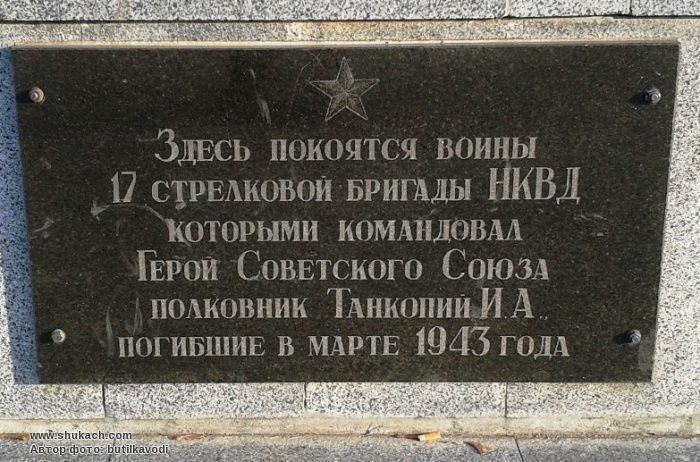 Здесь покоятся воины
17 стрелковой бригады НКВД
которыми командовал
Герой Советского Союза
полковник Танкопий И.А.,
погибшие в марте 1943 года
www.shukach.com
Автор фото: butilkavodi